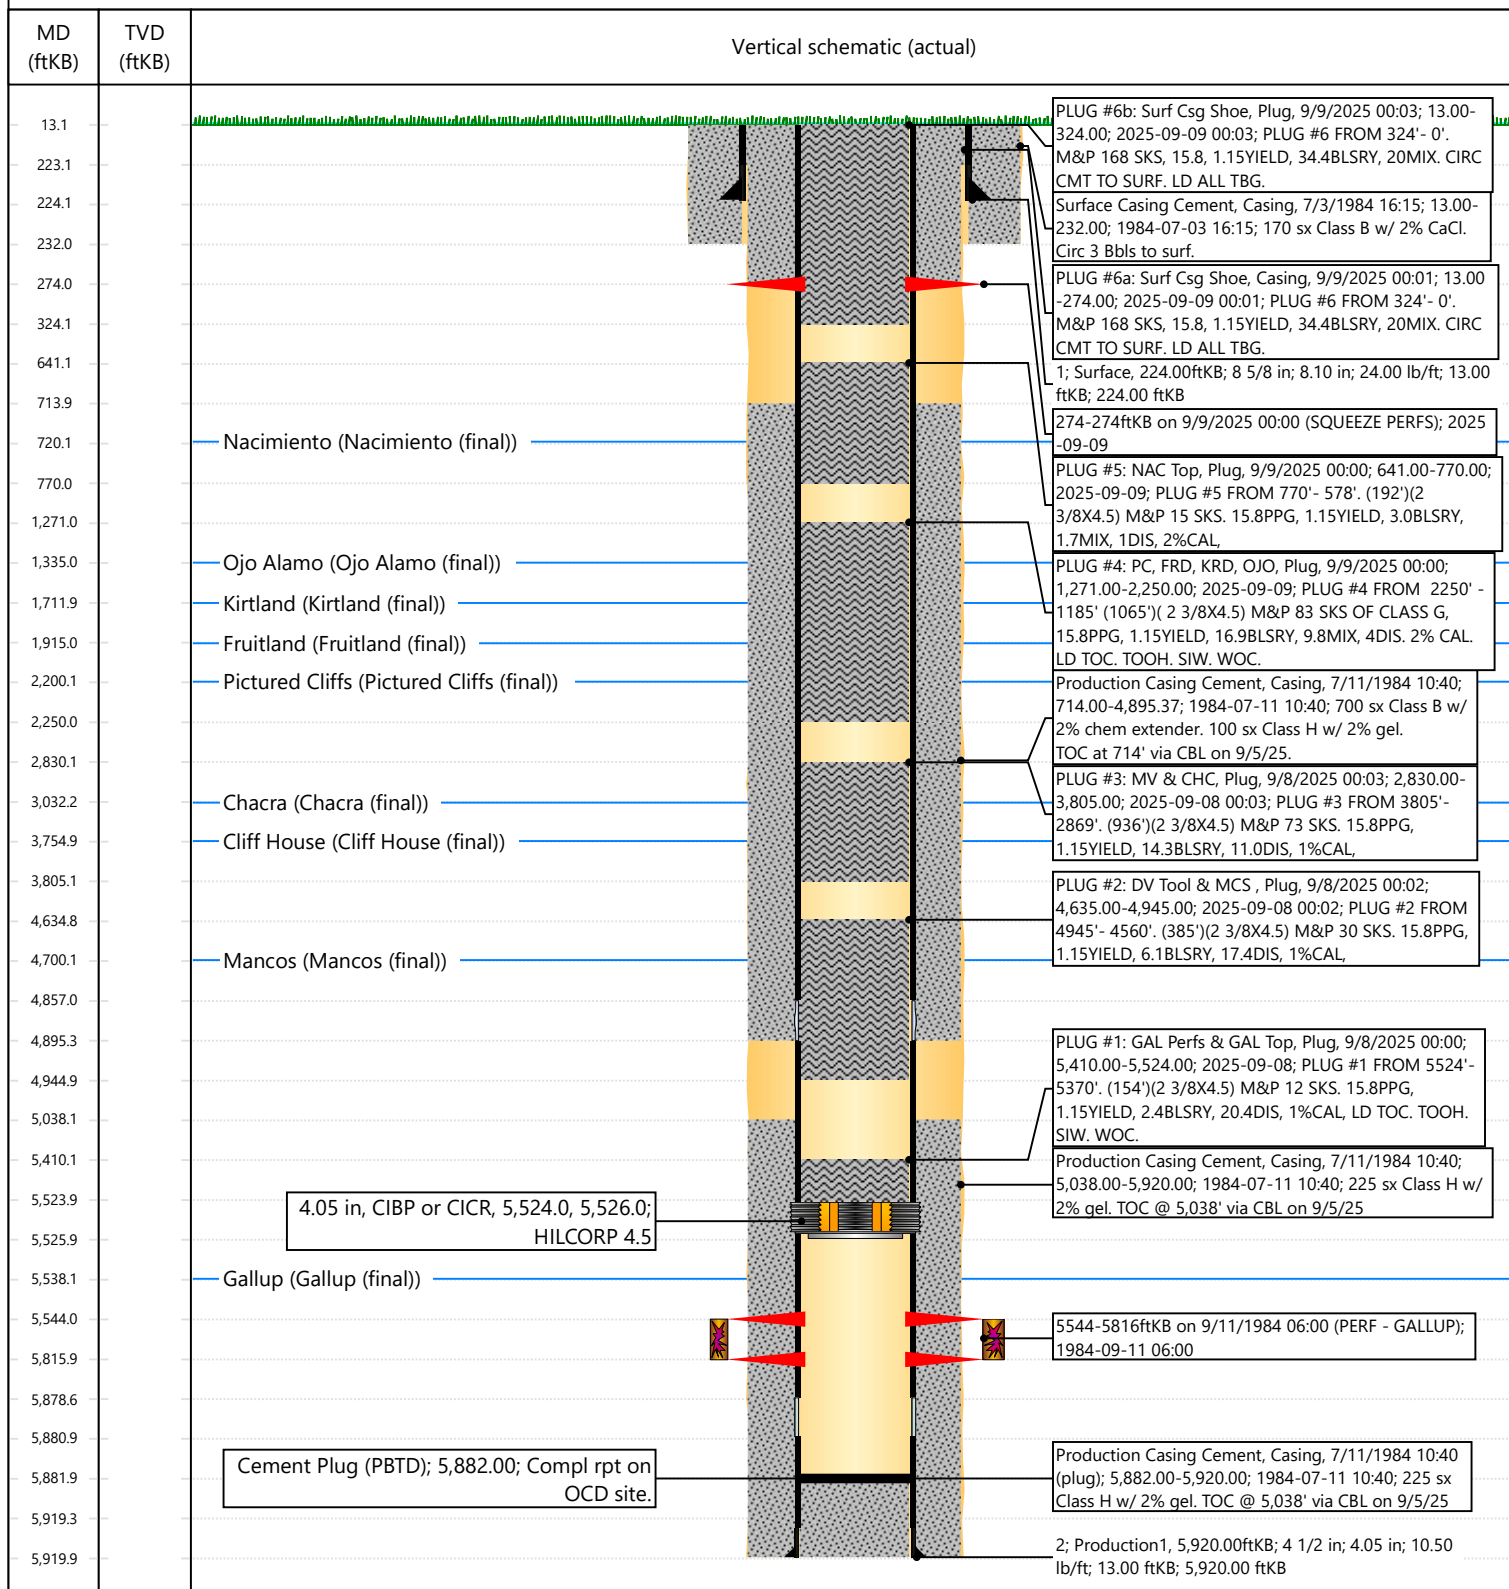 MD
(ftKB)
TVD
(ftKB)
Vertical schematic (actual)
13.1
223.1
224.1
232.0
274.0
324.1
641.1
713.9
720.1
770.0
1,271.0
1,335.0
1,711.9
1,915.0
2,200.1
2,250.0
2,830.1
3,032.2
3,754.9
3,805.1
4,634.8
4,700.1
4,857.0
4,895.3
4,944.9
5,038.1
5,410.1
5,523.9
5,525.9
5,538.1
5,544.0
5,815.9
5,878.6
5,880.9
5,881.9
5,919.3
5,919.9
Nacimiento (Nacimiento (final))
Ojo Alamo (Ojo Alamo (final))
Kirtland (Kirtland (final))
Fruitland (Fruitland (final))
Pictured Cliffs (Pictured Cliffs (final))
Chacra (Chacra (final))
Cliff House (Cliff House (final))
Mancos (Mancos (final))
4.05 in, CIBP or CICR, 5,524.0, 5,526.0;
HILCORP 4.5
Gallup (Gallup (final))
Cement Plug (PBTD); 5,882.00; Compl rpt on
OCD site.
PLUG #6b: Surf Csg Shoe, Plug, 9/9/2025 00:03; 13.00-
324.00; 2025-09-09 00:03; PLUG #6 FROM 324'- 0'.
M&P 168 SKS, 15.8, 1.15YIELD, 34.4BLSRY, 20MIX. CIRC
CMT TO SURF. LD ALL TBG.
Surface Casing Cement, Casing, 7/3/1984 16:15; 13.00-
232.00; 1984-07-03 16:15; 170 sx Class B w/ 2% CaCl.
Circ 3 Bbls to surf.
PLUG #6a: Surf Csg Shoe, Casing, 9/9/2025 00:01; 13.00
-274.00; 2025-09-09 00:01; PLUG #6 FROM 324'- 0'.
M&P 168 SKS, 15.8, 1.15YIELD, 34.4BLSRY, 20MIX. CIRC
CMT TO SURF. LD ALL TBG.
1; Surface, 224.00ftKB; 8 5/8 in; 8.10 in; 24.00 lb/ft; 13.00
ftKB; 224.00 ftKB
274-274ftKB on 9/9/2025 00:00 (SQUEEZE PERFS); 2025
-09-09
PLUG #5: NAC Top, Plug, 9/9/2025 00:00; 641.00-770.00;
2025-09-09; PLUG #5 FROM 770'- 578'. (192')(2
3/8X4.5) M&P 15 SKS. 15.8PPG, 1.15YIELD, 3.0BLSRY,
1.7MIX, 1DIS, 2%CAL,
PLUG #4: PC, FRD, KRD, OJO, Plug, 9/9/2025 00:00;
1,271.00-2,250.00; 2025-09-09; PLUG #4 FROM  2250' -
1185' (1065')( 2 3/8X4.5) M&P 83 SKS OF CLASS G,
15.8PPG, 1.15YIELD, 16.9BLSRY, 9.8MIX, 4DIS. 2% CAL.
LD TOC. TOOH. SIW. WOC.
Production Casing Cement, Casing, 7/11/1984 10:40;
714.00-4,895.37; 1984-07-11 10:40; 700 sx Class B w/
2% chem extender. 100 sx Class H w/ 2% gel.
TOC at 714' via CBL on 9/5/25.
PLUG #3: MV & CHC, Plug, 9/8/2025 00:03; 2,830.00-
3,805.00; 2025-09-08 00:03; PLUG #3 FROM 3805'-
2869'. (936')(2 3/8X4.5) M&P 73 SKS. 15.8PPG,
1.15YIELD, 14.3BLSRY, 11.0DIS, 1%CAL,
PLUG #2: DV Tool & MCS , Plug, 9/8/2025 00:02;
4,635.00-4,945.00; 2025-09-08 00:02; PLUG #2 FROM
4945'- 4560'. (385')(2 3/8X4.5) M&P 30 SKS. 15.8PPG,
1.15YIELD, 6.1BLSRY, 17.4DIS, 1%CAL,
PLUG #1: GAL Perfs & GAL Top, Plug, 9/8/2025 00:00;
5,410.00-5,524.00; 2025-09-08; PLUG #1 FROM 5524'-
5370'. (154')(2 3/8X4.5) M&P 12 SKS. 15.8PPG,
1.15YIELD, 2.4BLSRY, 20.4DIS, 1%CAL, LD TOC. TOOH.
SIW. WOC.
Production Casing Cement, Casing, 7/11/1984 10:40;
5,038.00-5,920.00; 1984-07-11 10:40; 225 sx Class H w/
2% gel. TOC @ 5,038' via CBL on 9/5/25
5544-5816ftKB on 9/11/1984 06:00 (PERF - GALLUP);
1984-09-11 06:00
Production Casing Cement, Casing, 7/11/1984 10:40
(plug); 5,882.00-5,920.00; 1984-07-11 10:40; 225 sx
Class H w/ 2% gel. TOC @ 5,038' via CBL on 9/5/25
2; Production1, 5,920.00ftKB; 4 1/2 in; 4.05 in; 10.50
lb/ft; 13.00 ftKB; 5,920.00 ftKB